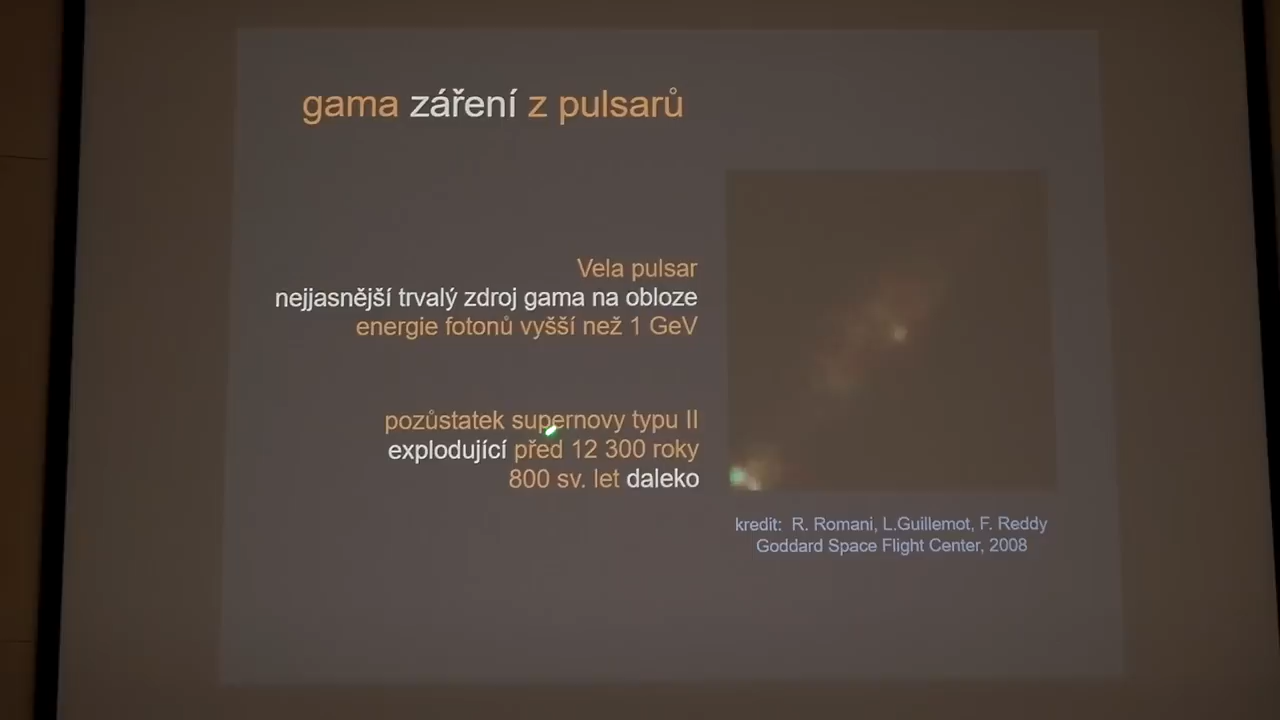 gama záření z pulsarů
Vela pulsar
nejjasnější trvalý zdroj gama na obloze
energie fotonů vyšší než 1 GeV
pozůstatek supernovy typu II
explodující před 12 300 roky
800 sv. let daleko
kredit: R. Romani, L.Guillemot, F. Reddy
Goddard Space Flight Center, 2008